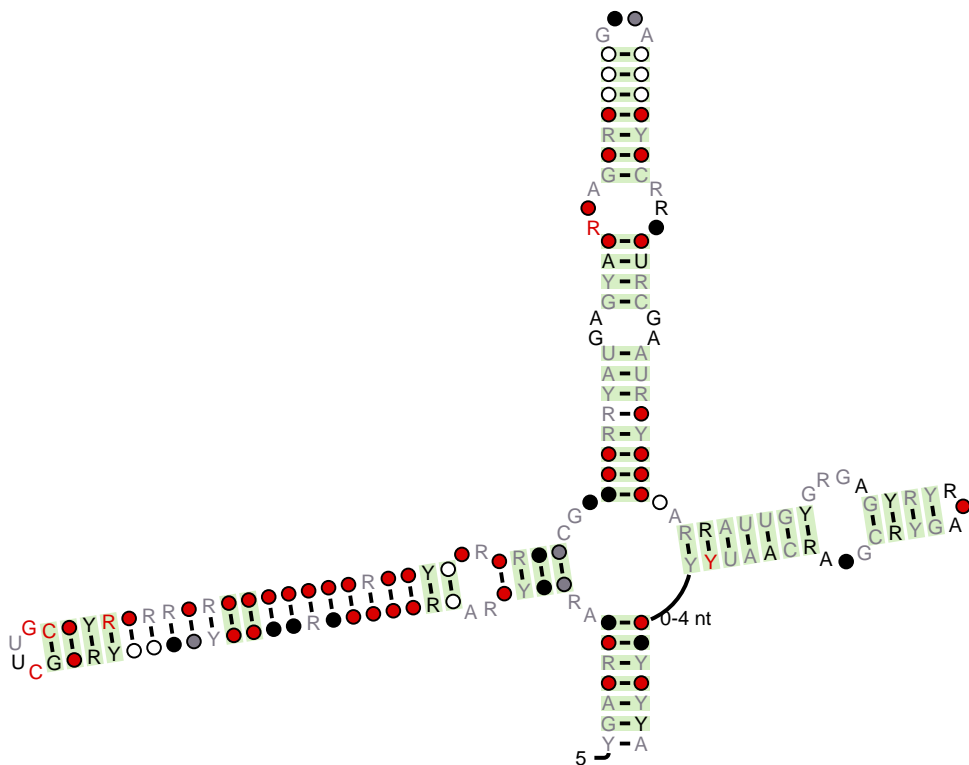 G A
R Y
G C
A R
R
R
A U
Y R
G C
A G
G A
U A
A U
Y R
R
R Y
G C
A R R A U U G Y G R G A G Y R Y R
Y Y U A A C R A G C R Y G A
U G C Y R R R R R Y R R
U C G R Y Y R R A R Y R A
0-4 nt
R Y
A Y
G Y
Y A
5